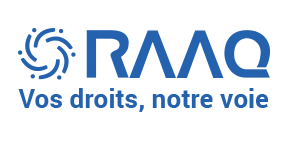 RAAQ
Vos droits, notre voie